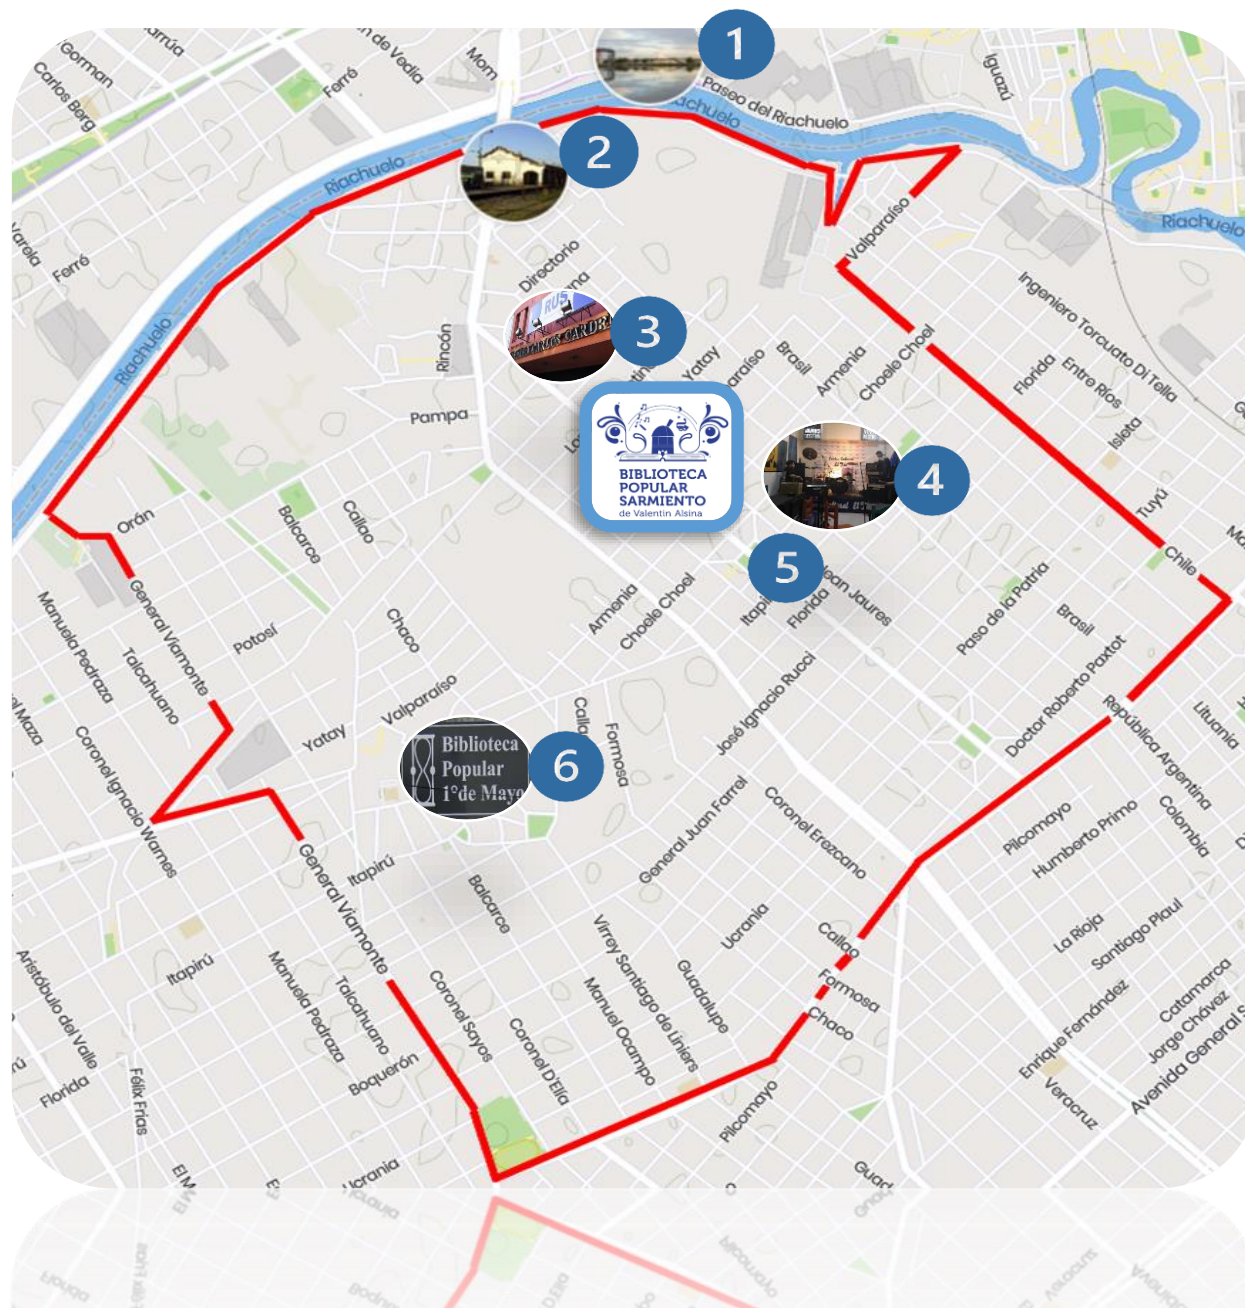 Gorman
Carlos Berg
Ferré
Mom
1
Paseo del Riachuelo
Iguazú
2
Riachuelo
Riachuelo
Varela
Ferré
Valparaíso
Directorio
Ingeniero Torcuato Di Tella
RUS
3
Riachuelo
Rincón
Yatay
Brasil
Armenia
Choele Choel
Florida
Entre Ríos
Isleta
Pampa
BIBLIOTECA
POPULAR
SARMIENTO
de Valentín Alsina
4
Tuyú
Orán
Balcarce
Callao
Chile
5
Jean Jaures
General Viamonte
Manuela Pedraza
Talcahuano
Potosí
Chaco
Armenia
Choele Choel
Florida
Paso de la Patria
Brasil
José Ignacio Rucci
Doctor Roberto Paxtot
República Argentina
Lituania
Valparaíso
Yatay
Formosa
Coronel Ignacio Warnes
Biblioteca
Popular
1°de Mayo
6
General Juan Farrel
Coronel Erezcano
Pilcomayo
Humberto Primo
Colombia
General Viamonte
Itapirú
Balcarce
Virrey Santiago de Liniers
Ucrania
Callao
La Rioja
Santiago Plaul
Itapirú
Manuela Pedraza
Talcahuano
Coronel Sayos
Guadalupe
Formosa
Chaco
Catamarca
Jorge Chávez
Enrique Fernández
Aristóbulo del Valle
Manuel Ocampo
Coronel D'Elía
Boquerón
Florida
Félix Frías
Pilcomayo
Veracruz
Avenida General
Ucrania